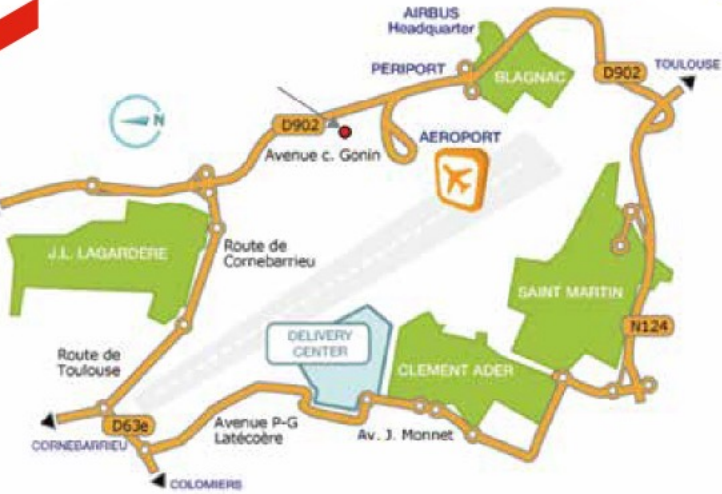 AIRBUS
Headquarter
PERIPORT
BLAGNAC
D902
TOULOUSE
N
D902
Avenue c. Gonin
AEROPORT
J.L. LAGARDERE
Route de
Cornebarrieu
SAINT MARTIN
N124
DELIVERY
CENTER
CLEMENT ADER
Route de
Toulouse
D63e
CORNEBARRIEU
Avenue P-G
Latécoère
Av. J. Monnet
COLOMIERS